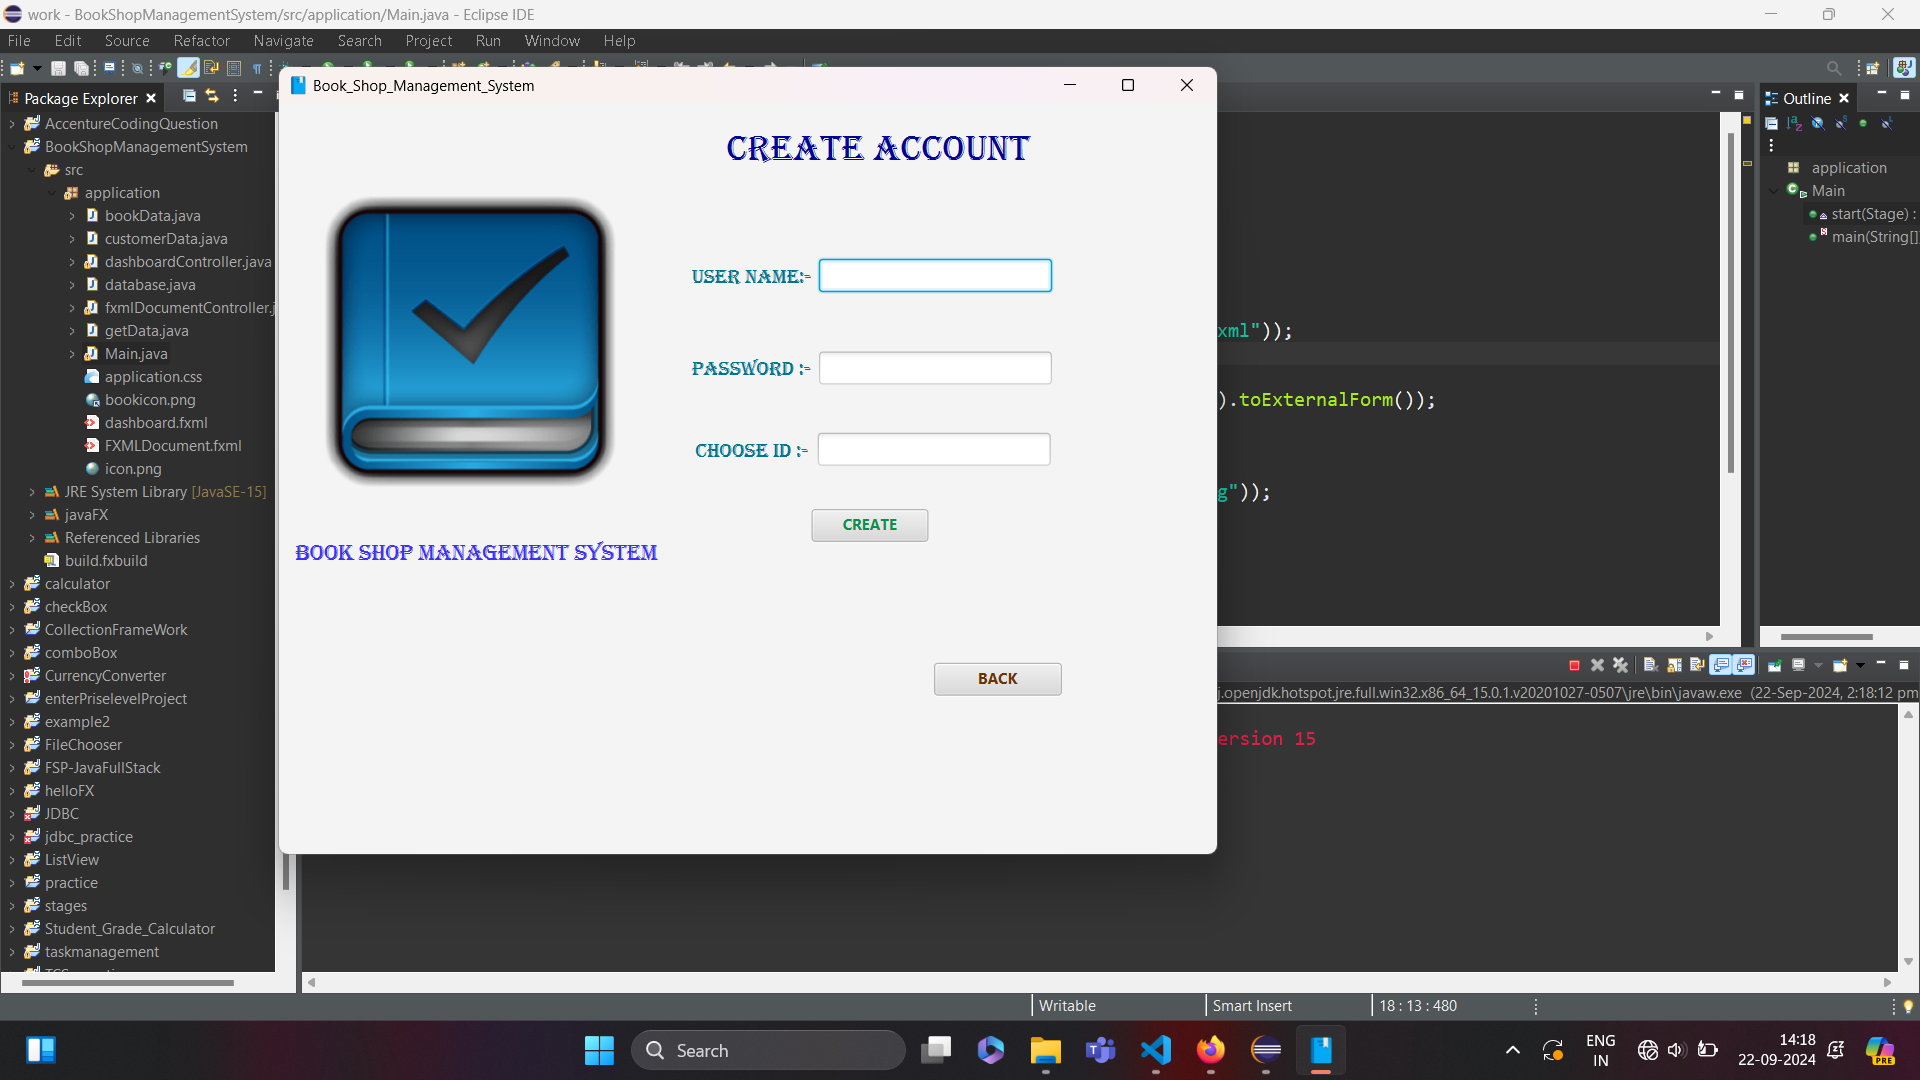 work - BookShopManagementSystem/src/application/Main.java - Eclipse IDE
File Edit Source Refactor Navigate Search Project Run Window Help
Package Explorer
AccentureCodingQuestion
BookShopManagementSystem
src
application
bookData.java
customerData.java
dashboardController.java
database.java
fxmlDocumentController.j
getData.java
Main.java
application.css
bookicon.png
dashboard.fxml
FXMLDocument.fxml
icon.png
JRE System Library [JavaSE-15]
javaFX
Referenced Libraries
build.fxbuild
calculator
checkBox
CollectionFrameWork
comboBox
CurrencyConverter
enterPriselevelProject
example2
FileChooser
FSP-JavaFullStack
helloFX
JDBC
jdbc_practice
ListView
practice
stages
Student_Grade_Calculator
taskmanagement
Book_Shop_Management_System
CREATE ACCOUNT
USER NAME:-
PASSWORD :-
CHOOSE ID :-
CREATE
BOOK SHOP MANAGEMENT SYSTEM
BACK
xml"));
).toExternalForm());
g"));
Outline
application
Main
start(Stage) :
main(String[]
j.openjdk.hotspot.jre.full.win32.x86_64_15.0.1.v20201027-0507\jre\bin\javaw.exe (22-Sep-2024, 2:18:12 pm
ersion 15
Writable Smart Insert 18 : 13 : 480
Search
ENG
IN
14:18
22-09-2024
PRE